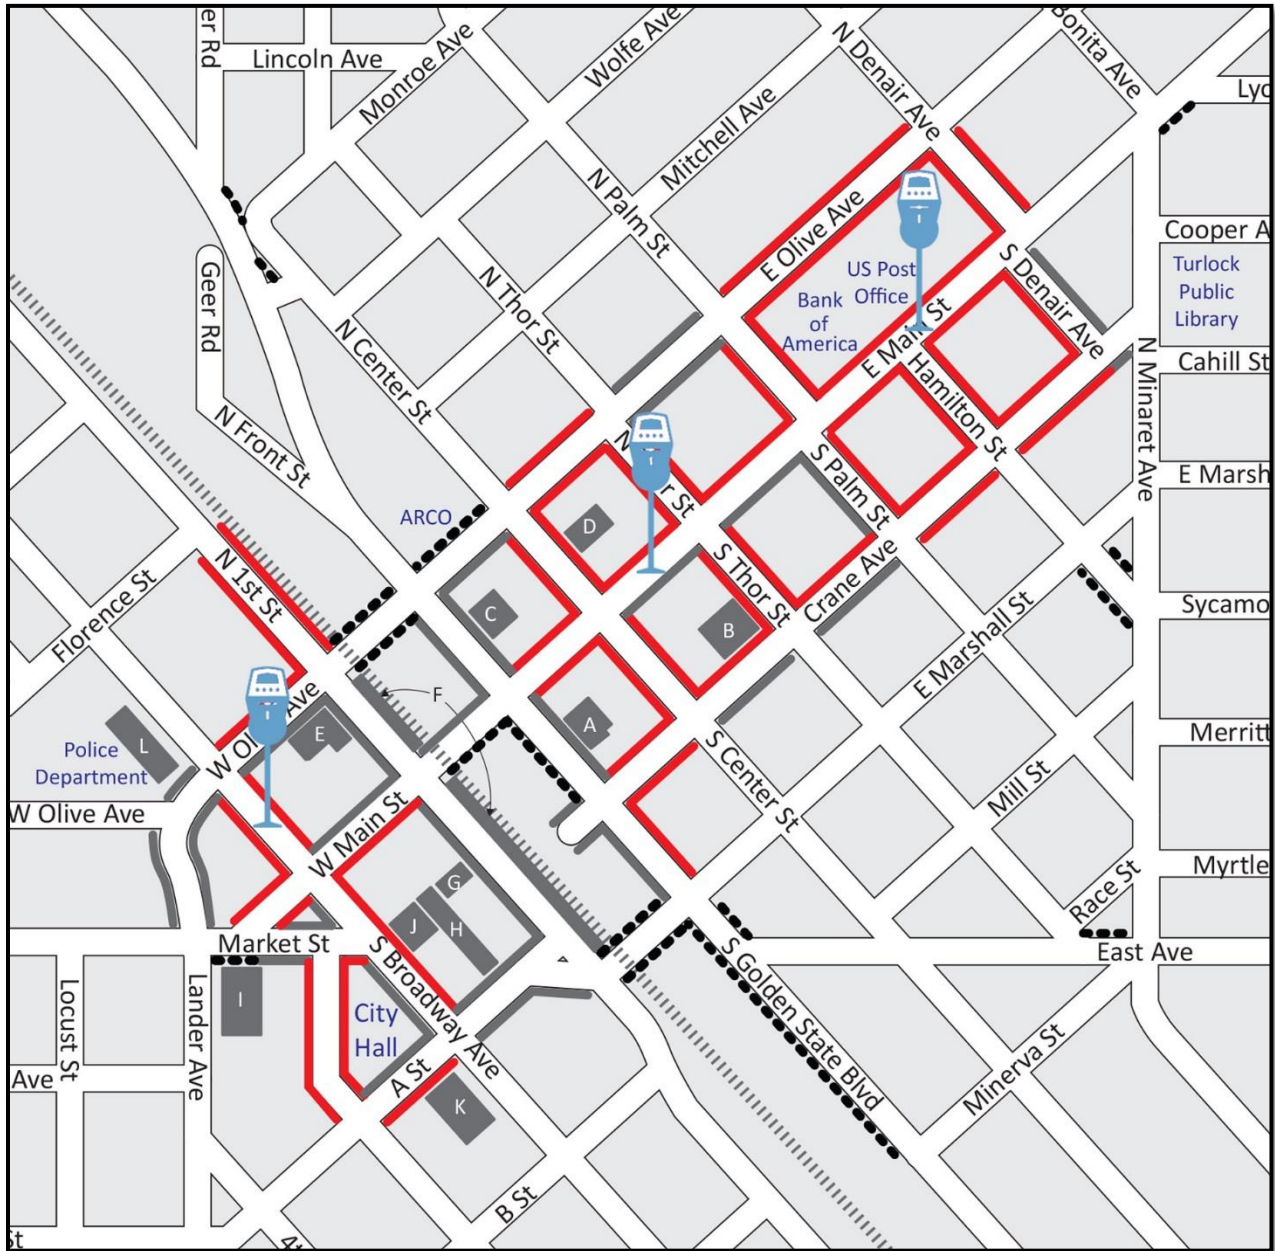 er Rd
Lincoln Ave
Monroe Ave
Wolfe Ave
Mitchell Ave
N Denair Ave
Bonita Ave
Lyo
N Palm St
E Olive Ave
US Post
Office
Bank
of
America
E Main St
S Denair Ave
Cooper A
Turlock
Public
Library
Cahill St
N Minaret Ave
Geer Rd
N Thor St
N Center St
N Front St
Hamilton St
E Marsh
ARCO
D
S Palm St
S Thor St
Crane Ave
N 1st St
Florence St
C
B
E Marshall St
Sycamo
F
A
E
L
Police
Department
W Olive Ave
S Center St
Merritt
Mill St
W Main St
G
J
H
Race St
Myrtle
Market St
S Broadway Ave
East Ave
I
Locust St
Lander Ave
City
Hall
S Golden State Blvd
Ave
A St
K
Minerva St
B St
St